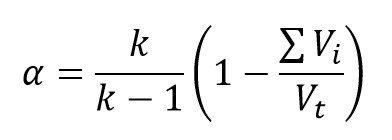 α = k/(k − 1) (1 − ∑ Vᵢ / Vₜ)